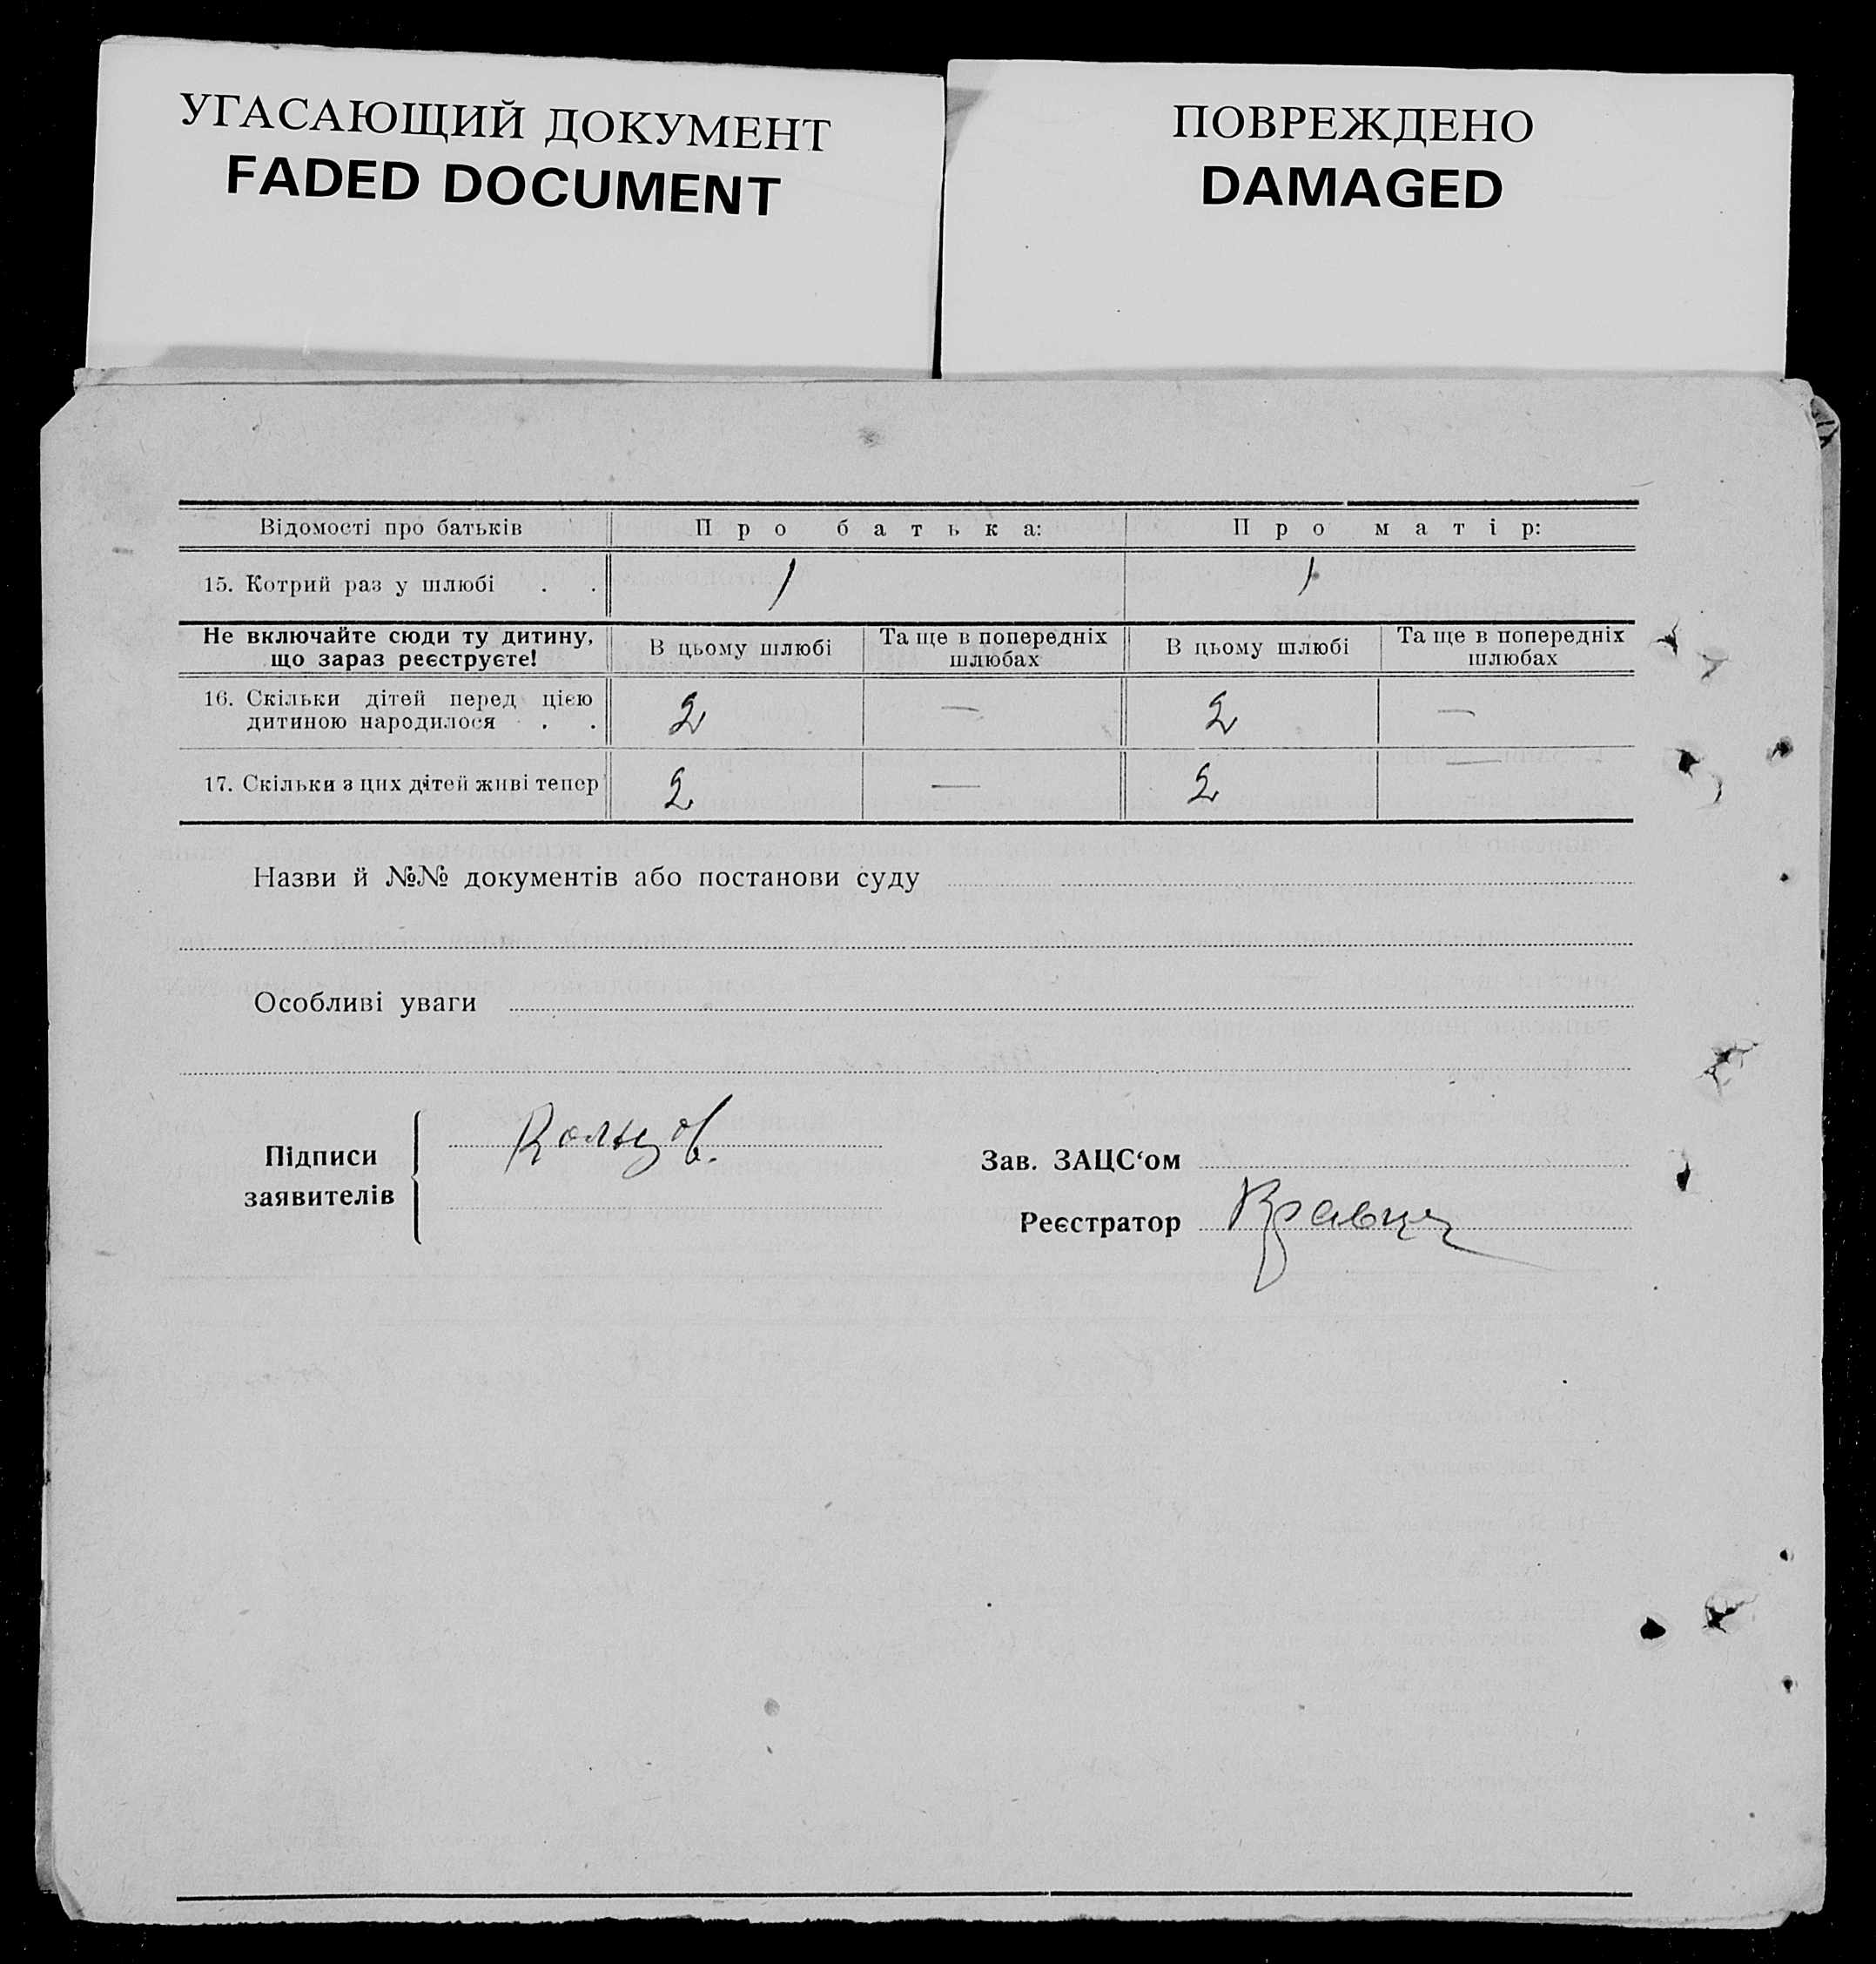 УГАСАЮЩИЙ ДОКУМЕНТ
FADED DOCUMENT
ПОВРЕЖДЕНО
DAMAGED
Відомості про батьків Про батька: Про матір:
15. Котрий раз у шлюбі . . 1 1
Не включайте сюди ту дитину, що зараз реєструєте! В цьому шлюбі Та ще в попередніх шлюбах В цьому шлюбі Та ще в попередніх шлюбах
16. Скільки дітей перед цією дитиною народилося . . 2 — 2 —
17. Скільки з цих дітей живі тепер 2 — 2 —
Назви й №№ документів або постанови суду
Особливі уваги
Підписи заявителів Кольцов.
Зав. ЗАЦС‘ом
Реєстратор Кравец